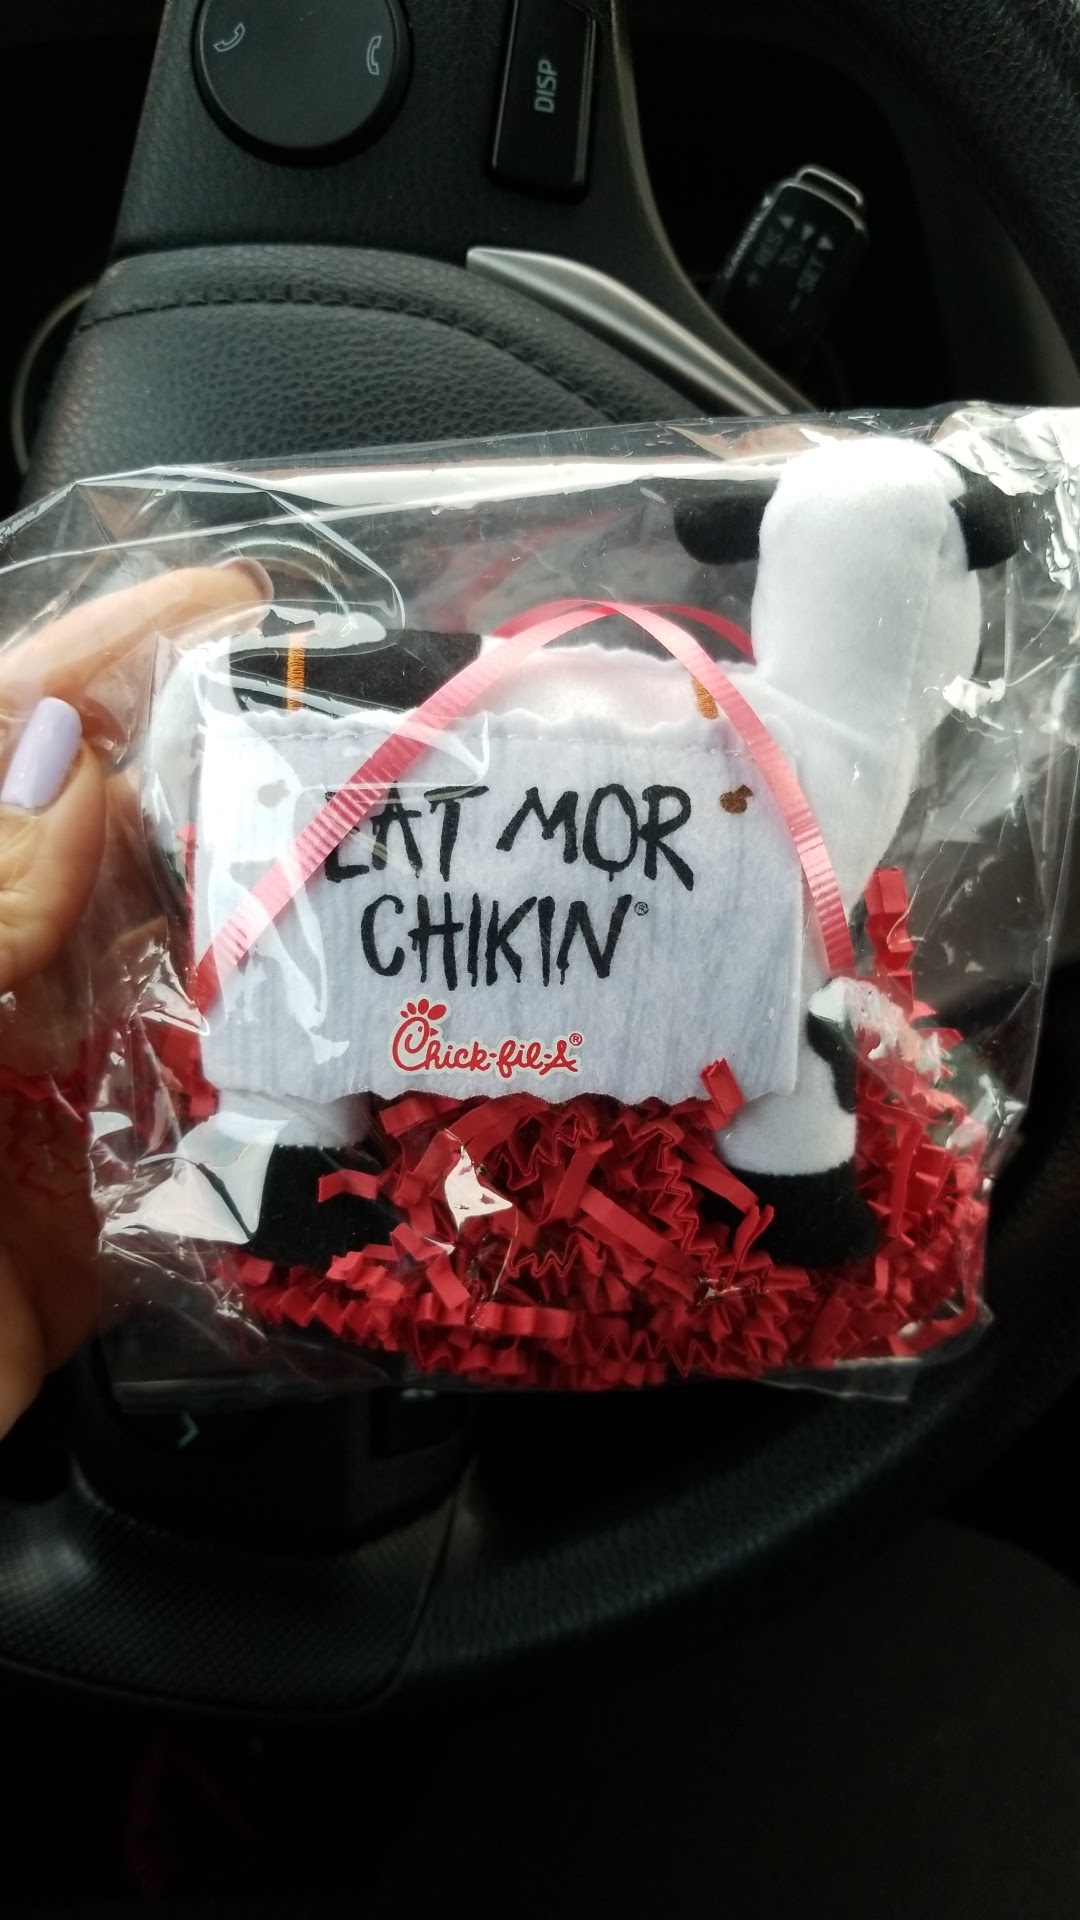 DISP
EAT MOR
CHIKIN®
Chick-fil-A®